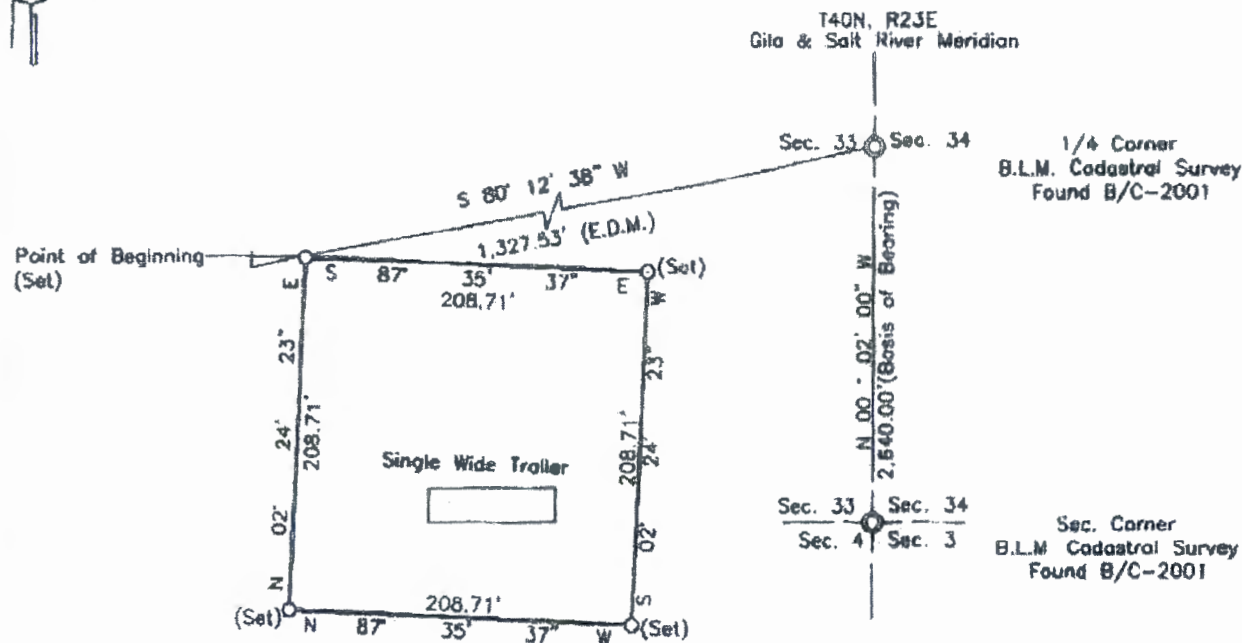 T40N, R23E
Gila & Salt River Meridian
Sec. 33 Sec. 34
1/4 Corner
B.L.M. Cadastral Survey
Found B/C-2001
S 80° 12' 38" W
1,327.53' (E.D.M.)
Point of Beginning
(Set)
S 87° 35' 37" E
208.71'
(Set)
N 02° 24' 23" E
208.71'
S 02° 24' 23" W
208.71'
N 00° 02' 00" W
2,640.00' (Basis of Bearing)
Single Wide Trailer
Sec. 33 Sec. 34
Sec. 4 Sec. 3
Sec. Corner
B.L.M Cadastral Survey
Found B/C-2001
208.71'
(Set) N 87° 35' 37" W (Set)